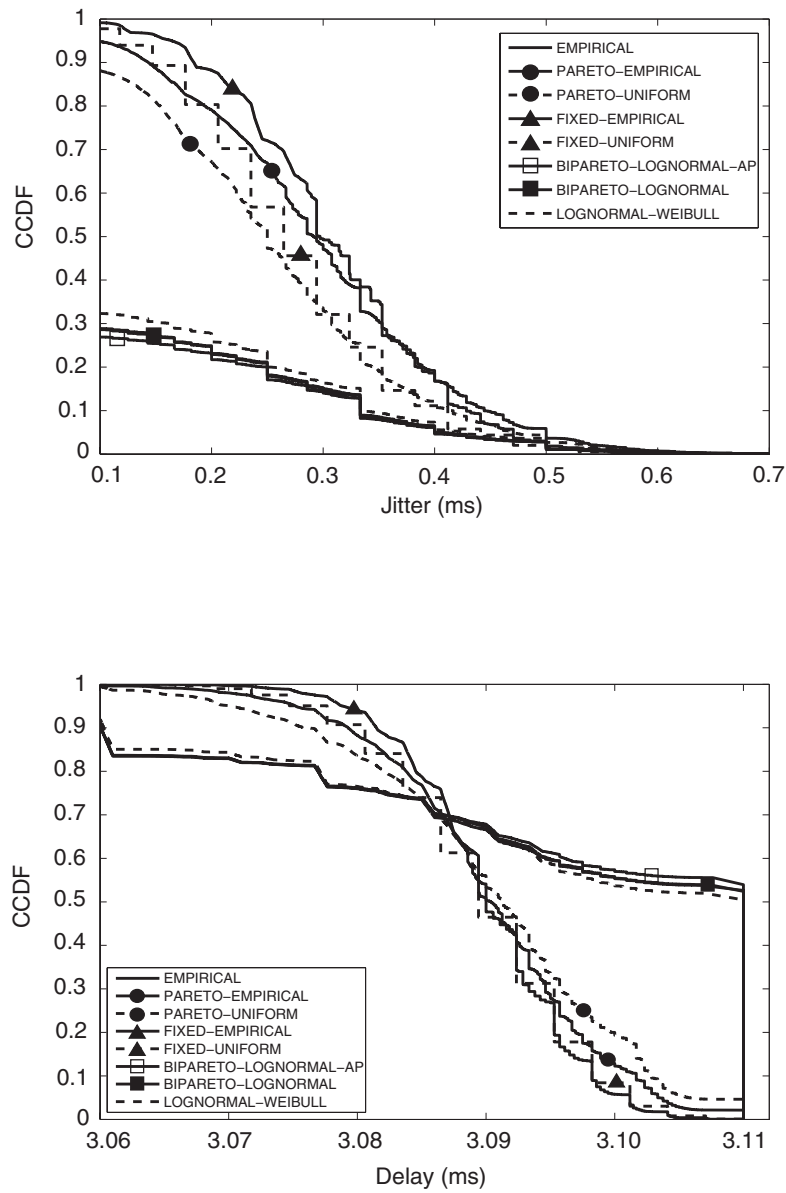 1
0.9
0.8
0.7
0.6
0.5
0.4
0.3
0.2
0.1
0
CCDF
EMPIRICAL
PARETO−EMPIRICAL
PARETO−UNIFORM
FIXED−EMPIRICAL
FIXED−UNIFORM
BIPARETO−LOGNORMAL−AP
BIPARETO−LOGNORMAL
LOGNORMAL−WEIBULL
0.1 0.2 0.3 0.4 0.5 0.6 0.7
Jitter (ms)
1
0.9
0.8
0.7
0.6
0.5
0.4
0.3
0.2
0.1
0
CCDF
EMPIRICAL
PARETO−EMPIRICAL
PARETO−UNIFORM
FIXED−EMPIRICAL
FIXED−UNIFORM
BIPARETO−LOGNORMAL−AP
BIPARETO−LOGNORMAL
LOGNORMAL−WEIBULL
3.06 3.07 3.08 3.09 3.10 3.11
Delay (ms)